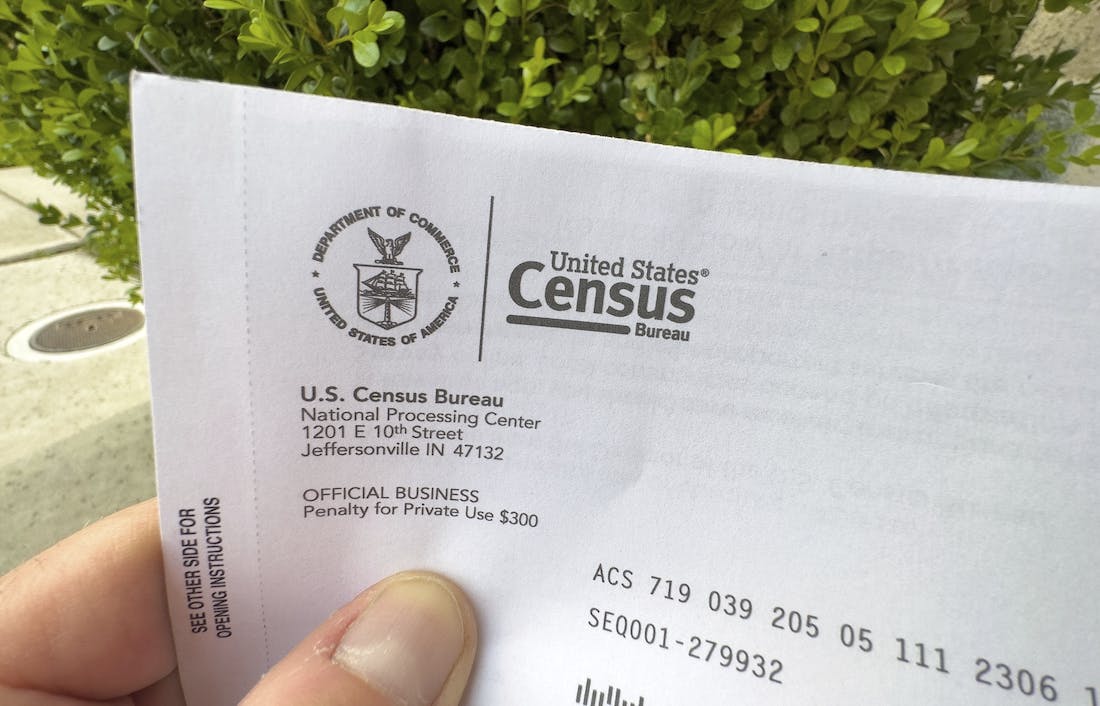 DEPARTMENT OF COMMERCE
★ UNITED STATES OF AMERICA ★
United States®
Census
Bureau
U.S. Census Bureau
National Processing Center
1201 E 10th Street
Jeffersonville IN 47132
OFFICIAL BUSINESS
Penalty for Private Use $300
SEE OTHER SIDE FOR
OPENING INSTRUCTIONS
ACS 719 039 205 05 111 2306
SEQ001-279932